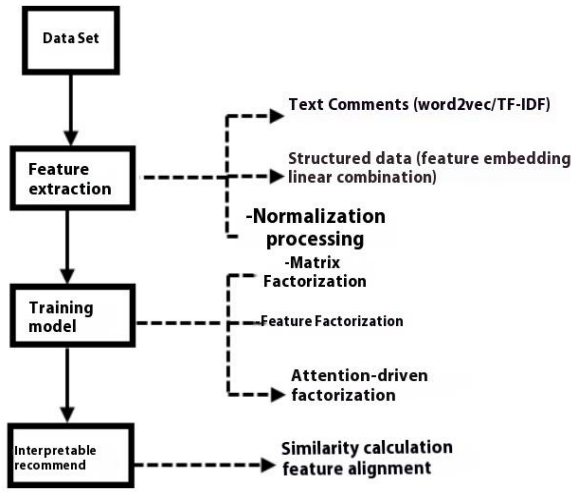 Data Set
Text Comments (word2vec/TF-IDF)
Feature
extraction
Structured data (feature embedding
linear combination)
-Normalization
processing
-Matrix
Factorization
Training
model
-Feature Factorization
Attention-driven
factorization
Interpretable
recommend
Similarity calculation
feature alignment